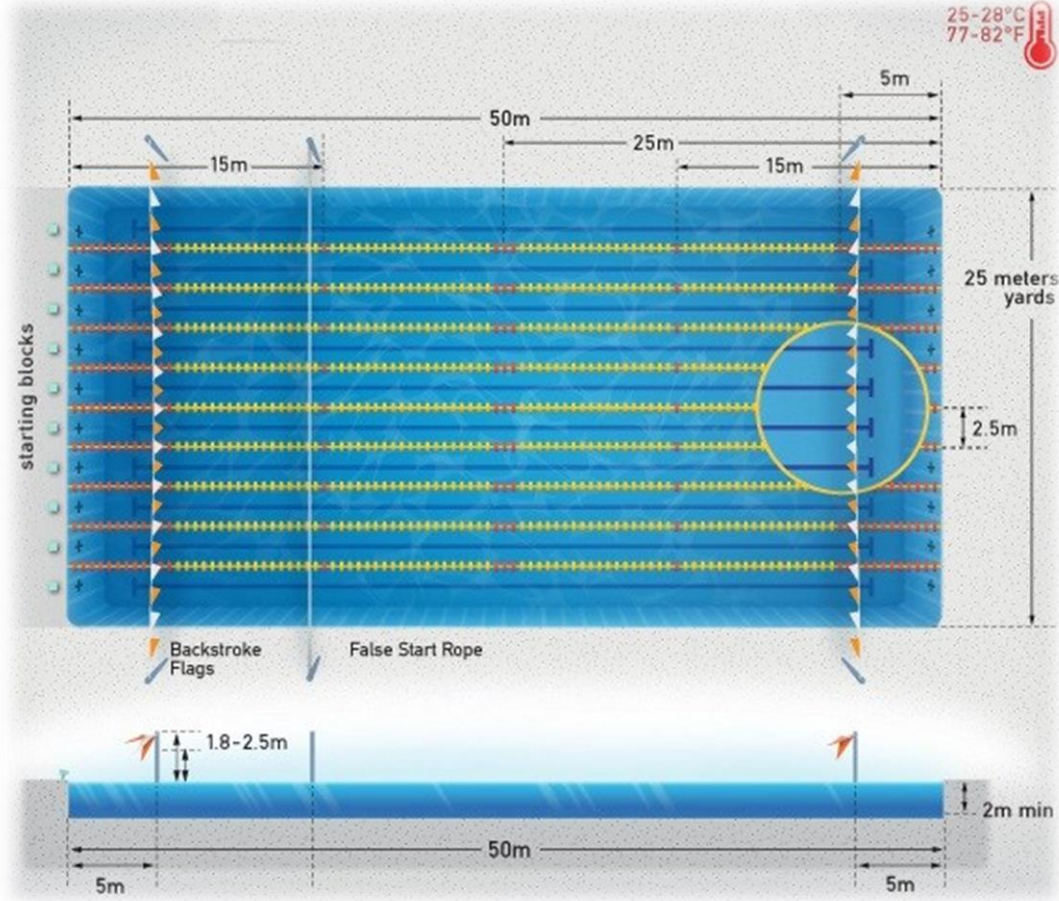 25-28°C
77-82°F
5m
50m
25m
15m
15m
25 meters
yards
starting blocks
2.5m
Backstroke
Flags
False Start Rope
1.8-2.5m
2m min
50m
5m
5m